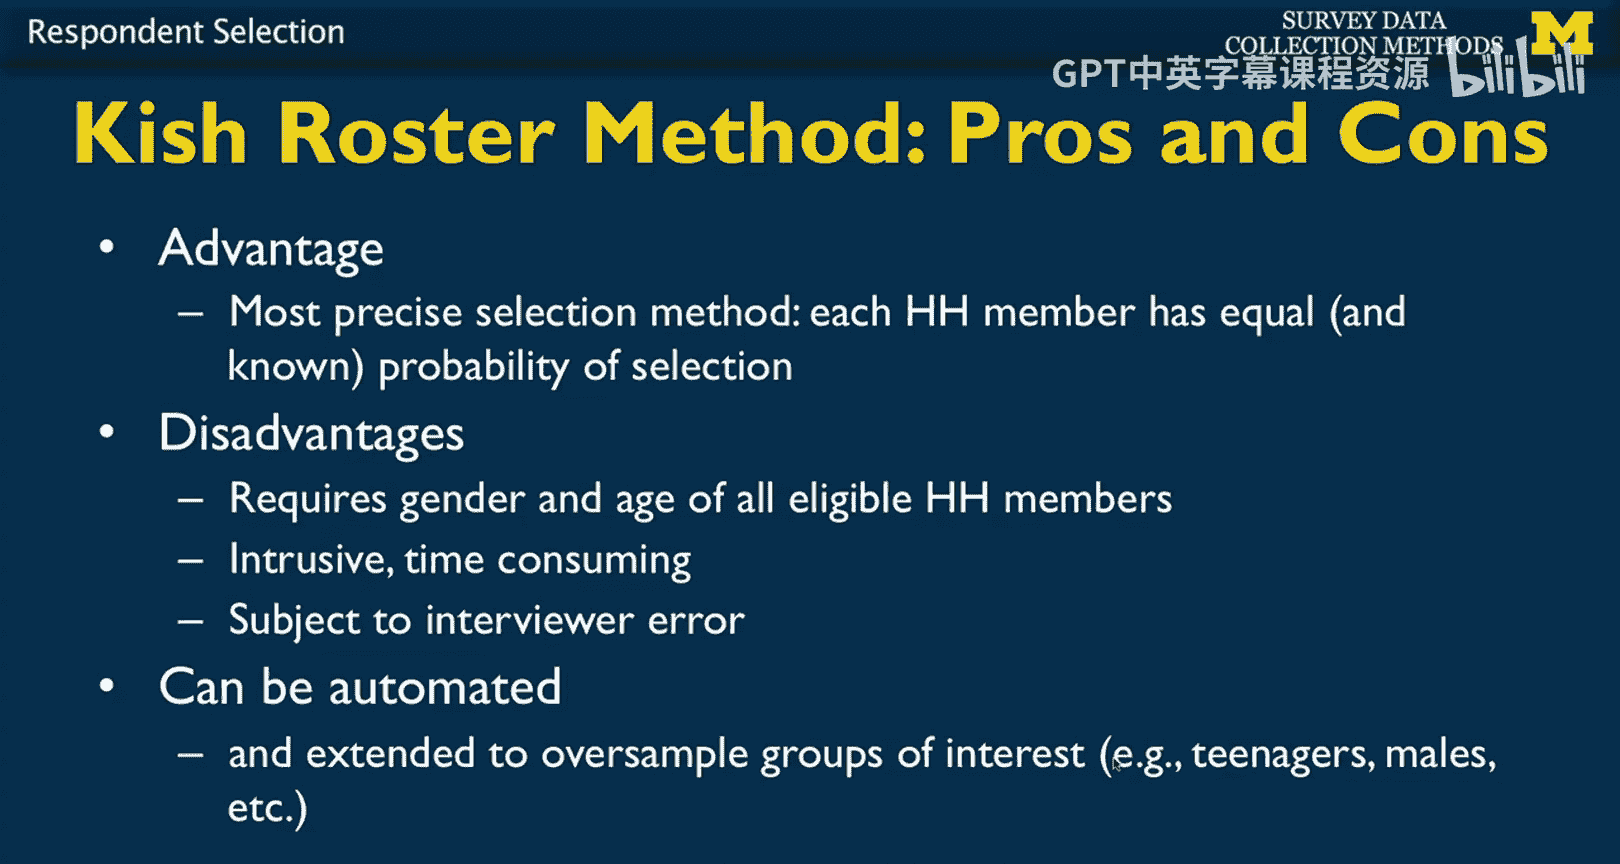 Respondent Selection
SURVEY DATA
COLLECTION METHODS
M
GPT中英字幕课程资源 bilibili
Kish Roster Method: Pros and Cons
• Advantage
– Most precise selection method: each HH member has equal (and
known) probability of selection
• Disadvantages
– Requires gender and age of all eligible HH members
– Intrusive, time consuming
– Subject to interviewer error
• Can be automated
– and extended to oversample groups of interest (e.g., teenagers, males,
etc.)